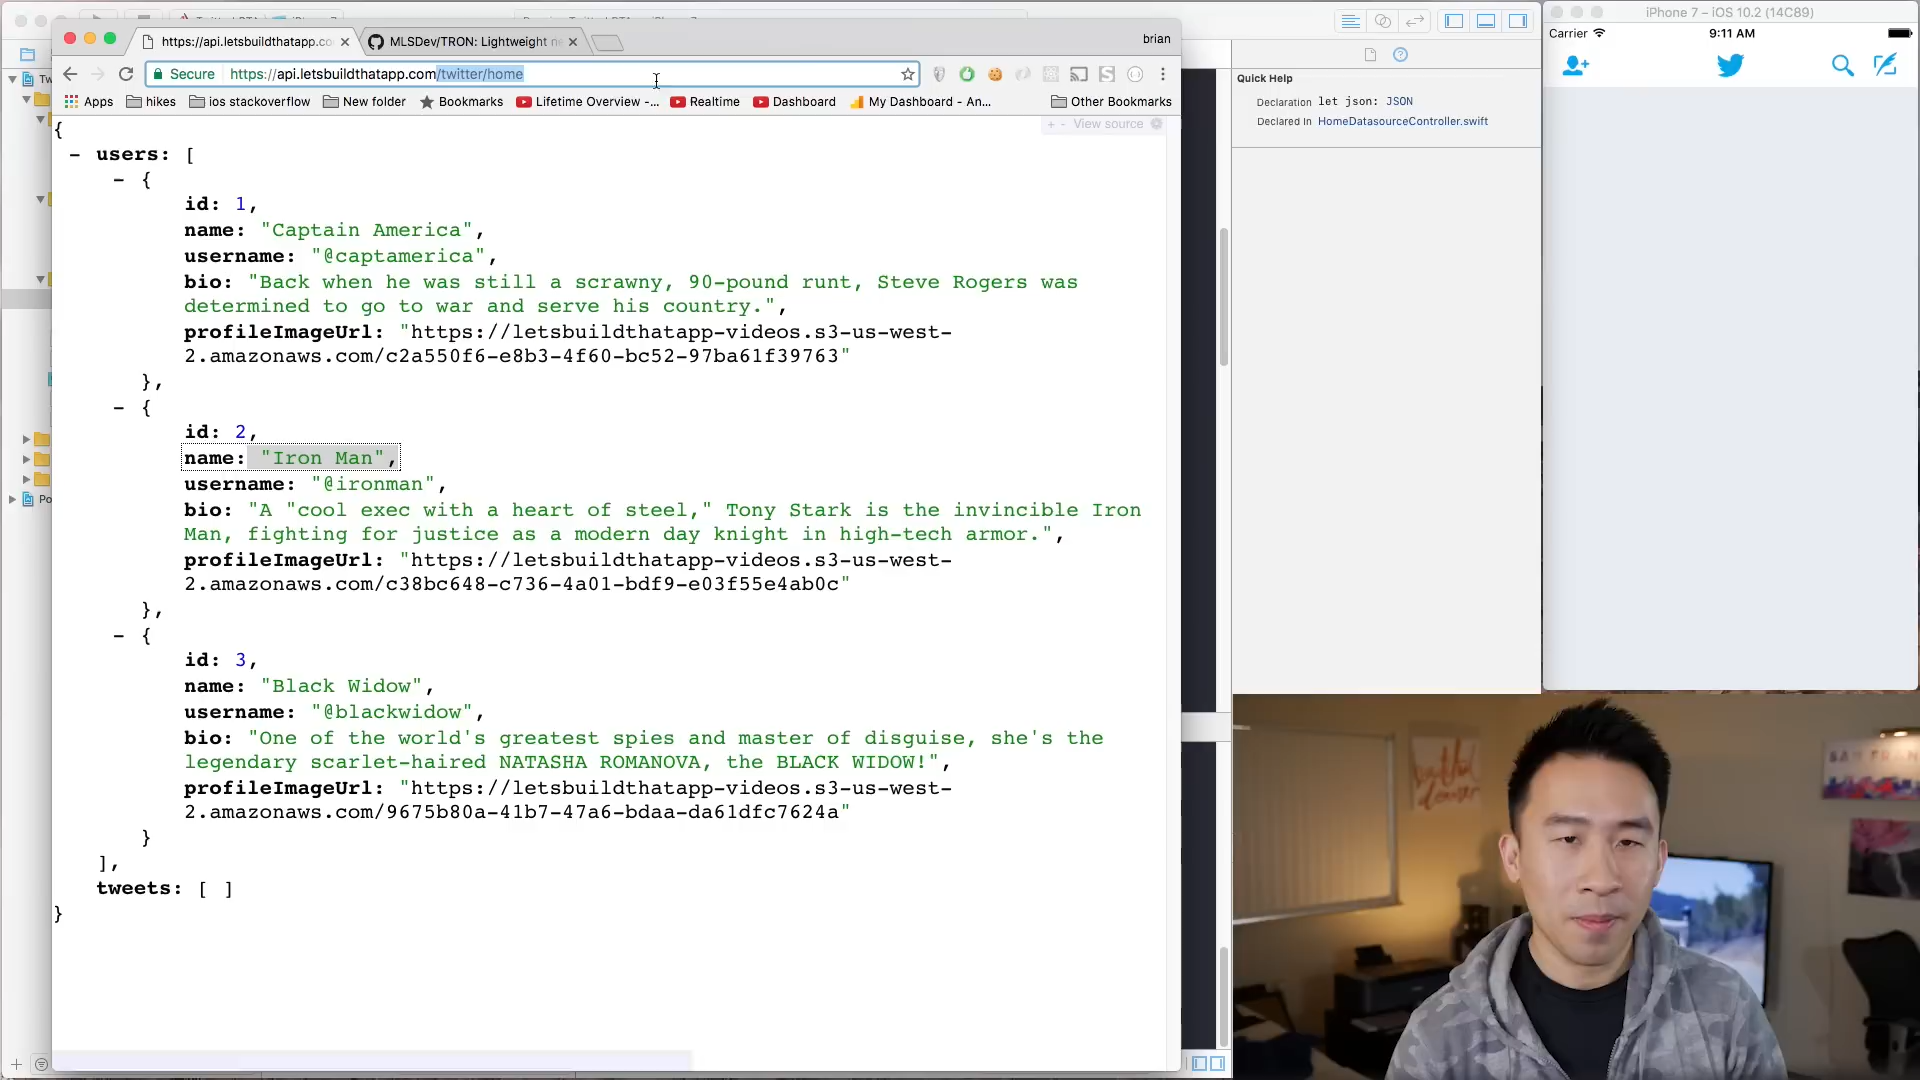 iPhone 7 – iOS 10.2 (14C89)
https://api.letsbuildthatapp.co
MLSDev/TRON: Lightweight n
brian
Carrier
9:11 AM
Secure
https://api.letsbuildthatapp.com/twitter/home
Quick Help
Declaration let json: JSON
Declared In HomeDatasourceController.swift
Apps
hikes
ios stackoverflow
New folder
Bookmarks
Lifetime Overview -...
Realtime
Dashboard
My Dashboard - An...
Other Bookmarks
+ - View source
{
- users: [
- {
id: 1,
name: "Captain America",
username: "@captamerica",
bio: "Back when he was still a scrawny, 90-pound runt, Steve Rogers was
determined to go to war and serve his country.",
profileImageUrl: "https://letsbuildthatapp-videos.s3-us-west-
2.amazonaws.com/c2a550f6-e8b3-4f60-bc52-97ba61f39763"
},
- {
id: 2,
name: "Iron Man",
username: "@ironman",
bio: "A "cool exec with a heart of steel," Tony Stark is the invincible Iron
Man, fighting for justice as a modern day knight in high-tech armor.",
profileImageUrl: "https://letsbuildthatapp-videos.s3-us-west-
2.amazonaws.com/c38bc648-c736-4a01-bdf9-e03f55e4ab0c"
},
- {
id: 3,
name: "Black Widow",
username: "@blackwidow",
bio: "One of the world's greatest spies and master of disguise, she's the
legendary scarlet-haired NATASHA ROMANOVA, the BLACK WIDOW!",
profileImageUrl: "https://letsbuildthatapp-videos.s3-us-west-
2.amazonaws.com/9675b80a-41b7-47a6-bdaa-da61dfc7624a"
}
],
tweets: [ ]
}
Tw
Po